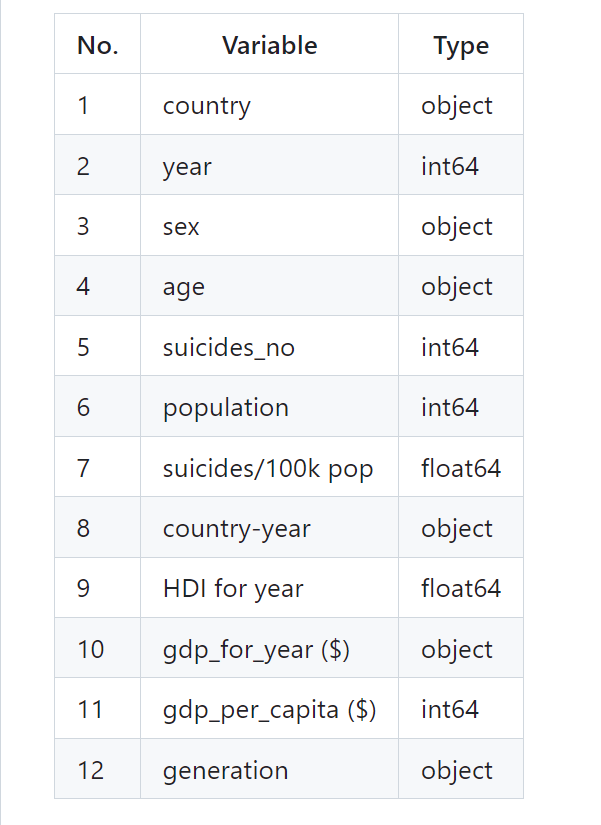 No. Variable Type
1 country object
2 year int64
3 sex object
4 age object
5 suicides_no int64
6 population int64
7 suicides/100k pop float64
8 country-year object
9 HDI for year float64
10 gdp_for_year ($) object
11 gdp_per_capita ($) int64
12 generation object